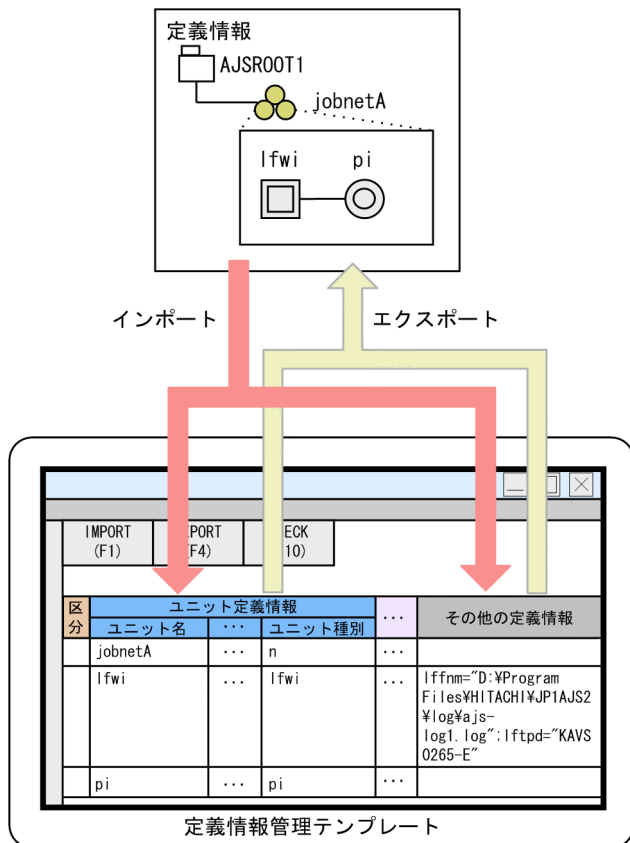 定義情報
AJSROOT1
jobnetA
lfwi pi
インポート エクスポート
IMPORT
(F1)
PORT
F4)
ECK
10)
区分
ユニット定義情報
...
その他の定義情報
ユニット名 ... ユニット種別
jobnetA ... n ...
lfwi ... lfwi ...
lffnm="D:¥Program
Files¥HITACHI¥JP1AJS2
¥log¥ajs-
log1.log";lftpd="KAVS
0265-E"
pi ... pi ...
定義情報管理テンプレート